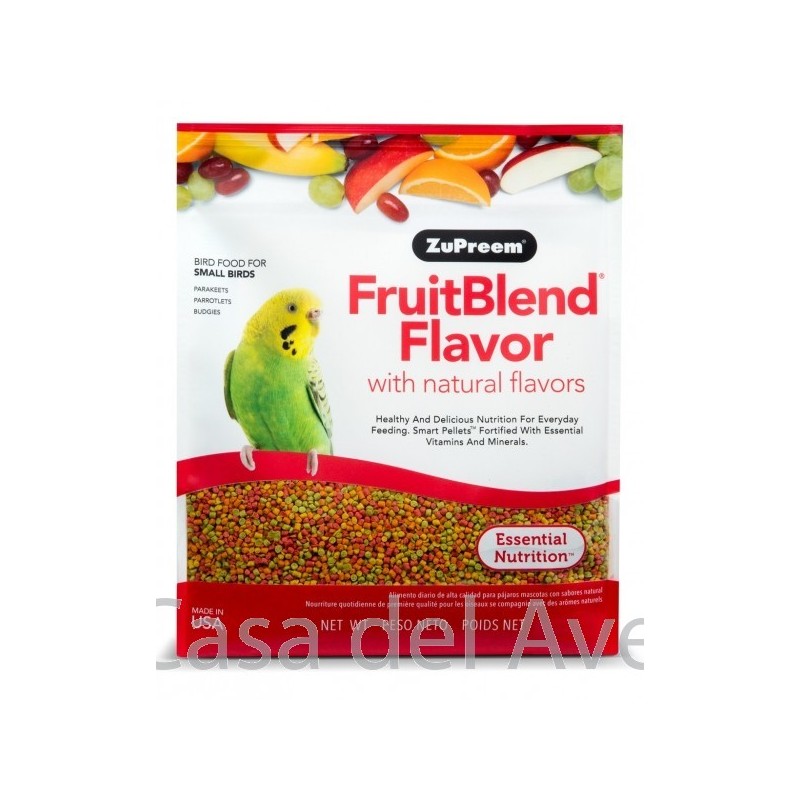 ZuPreem®
BIRD FOOD FOR
SMALL BIRDS
PARAKEETS
PARROTLETS
BUDGIES
FruitBlend®
Flavor
with natural flavors
Healthy And Delicious Nutrition For Everyday
Feeding. Smart Pellets™ Fortified With Essential
Vitamins And Minerals.
Essential
Nutrition™
Alimento diario de alta calidad para pájaros mascotas con sabores natural
Nourriture quotidienne de première qualité pour les oiseaux se compagnie avec des arômes naturels
MADE IN
USA
NET WT PESO NETO POIDS NET
Casa del Ave